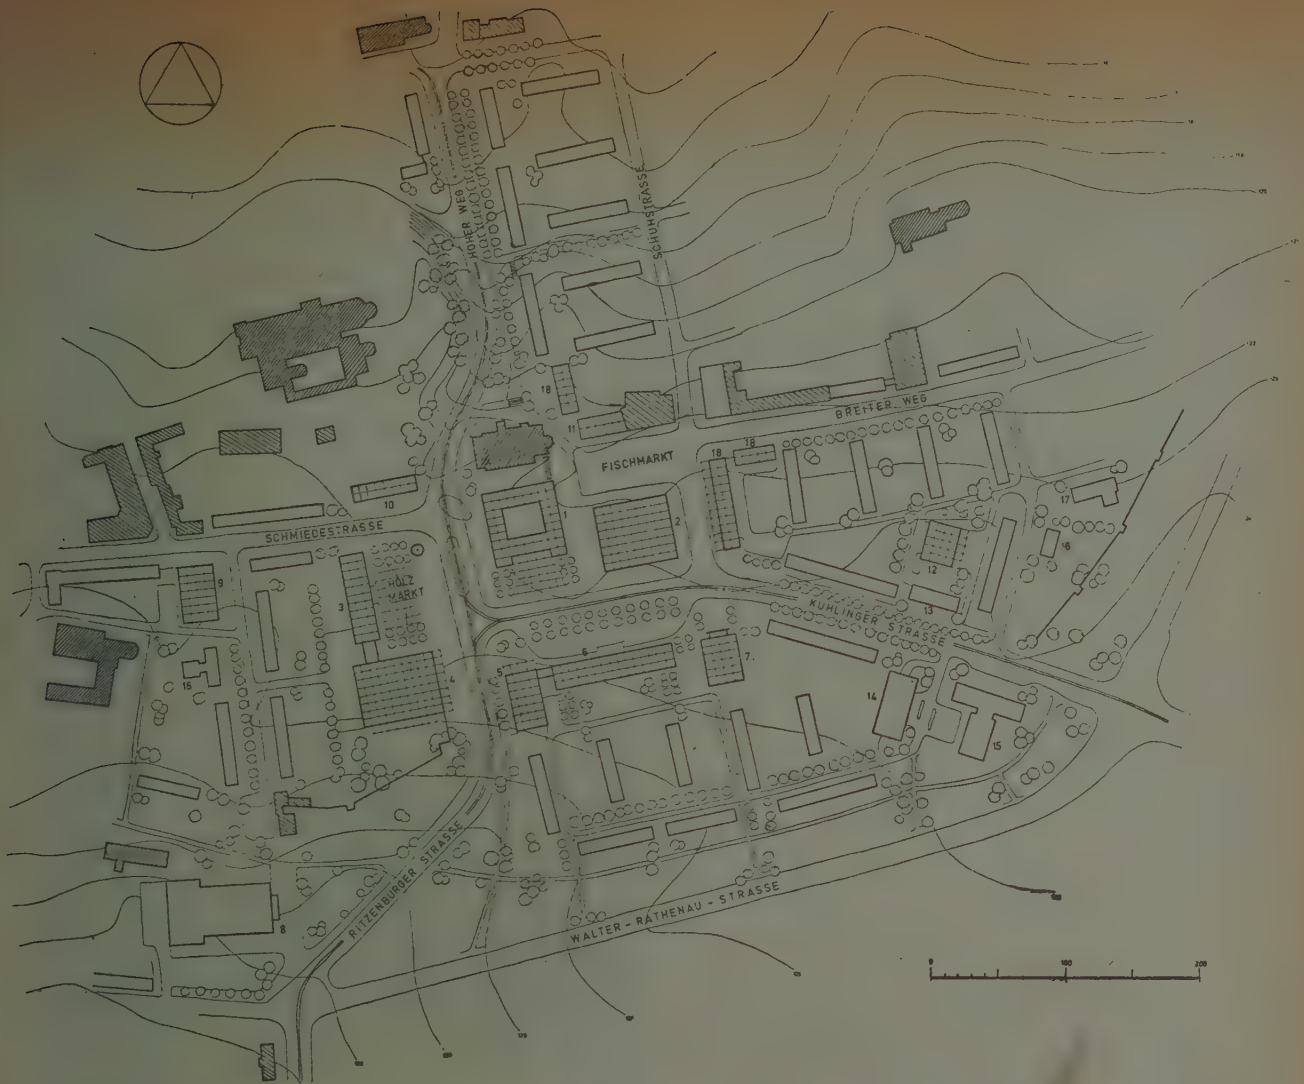 HOHER WEG
SCHUHSTRASSE
BREITER WEG
18
11
FISCHMARKT
18
18
17
10
SCHMIEDESTRASSE
1
2
16
9
3
HOLZ
MARKT
12
13
KUHLINGER STRASSE
6
7
5
4
14
15
8
RITZENBURGER STRASSE
WALTER-RATHENAU-STRASSE
0
100
200